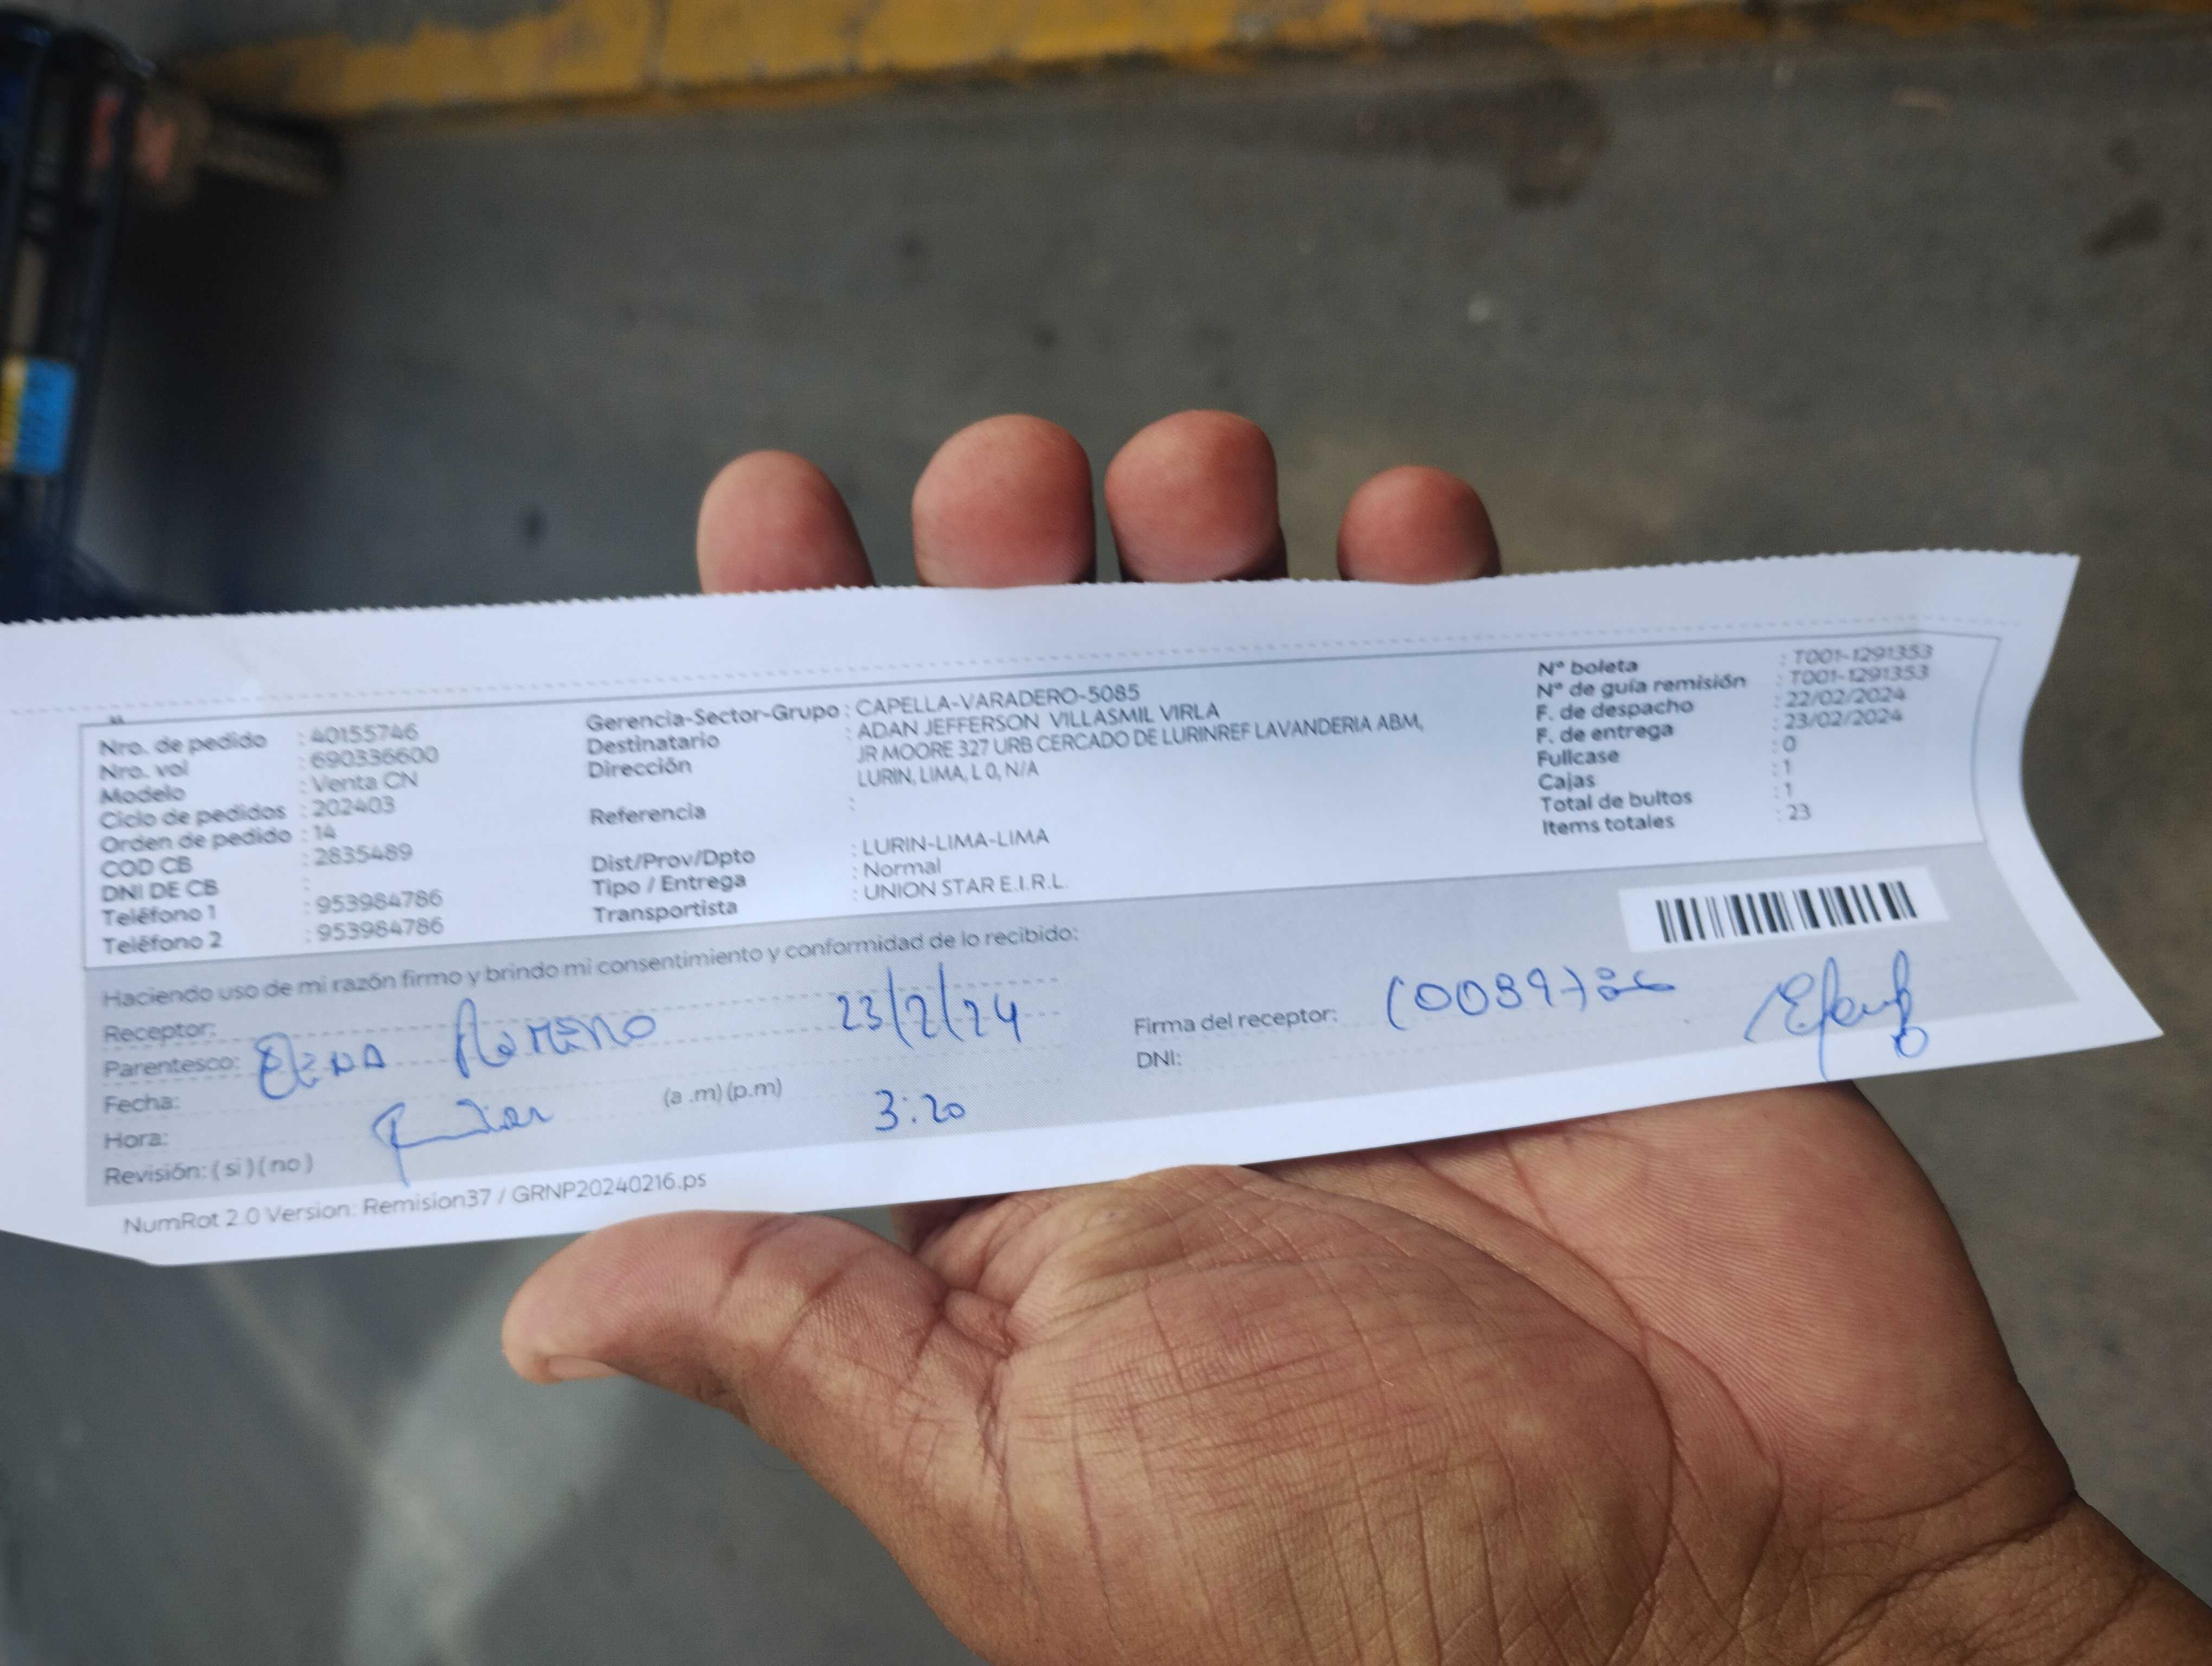 Nro. de pedido : 40155746
Nro. vol : 690336600
Modelo : Venta CN
Ciclo de pedidos : 202403
Orden de pedido : 14
COD CB : 2835489
DNI DE CB :
Teléfono 1 : 953984786
Teléfono 2 : 953984786
Gerencia-Sector-Grupo : CAPELLA-VARADERO-5085
Destinatario : ADAN JEFFERSON VILLASMIL VIRLA
Dirección JR MOORE 327 URB CERCADO DE LURINREF LAVANDERIA ABM,
LURIN, LIMA, L 0, N/A
Referencia :
Dist/Prov/Dpto : LURIN-LIMA-LIMA
Tipo / Entrega : Normal
Transportista : UNION STAR E.I.R.L.
N° boleta : T001-1291353
N° de guía remisión : T001-1291353
F. de despacho : 22/02/2024
F. de entrega : 23/02/2024
Fullcase : 0
Cajas : 1
Total de bultos : 1
Items totales : 23
Haciendo uso de mi razón firmo y brindo mi consentimiento y conformidad de lo recibido:
Receptor:
Parentesco: Elena 23/2/24
Fecha:
Hora: (a .m) (p.m) 3:20
Revisión: ( si ) ( no )
Firma del receptor:
DNI:
NumRot 2.0 Version: Remision37 / GRNP20240216.ps